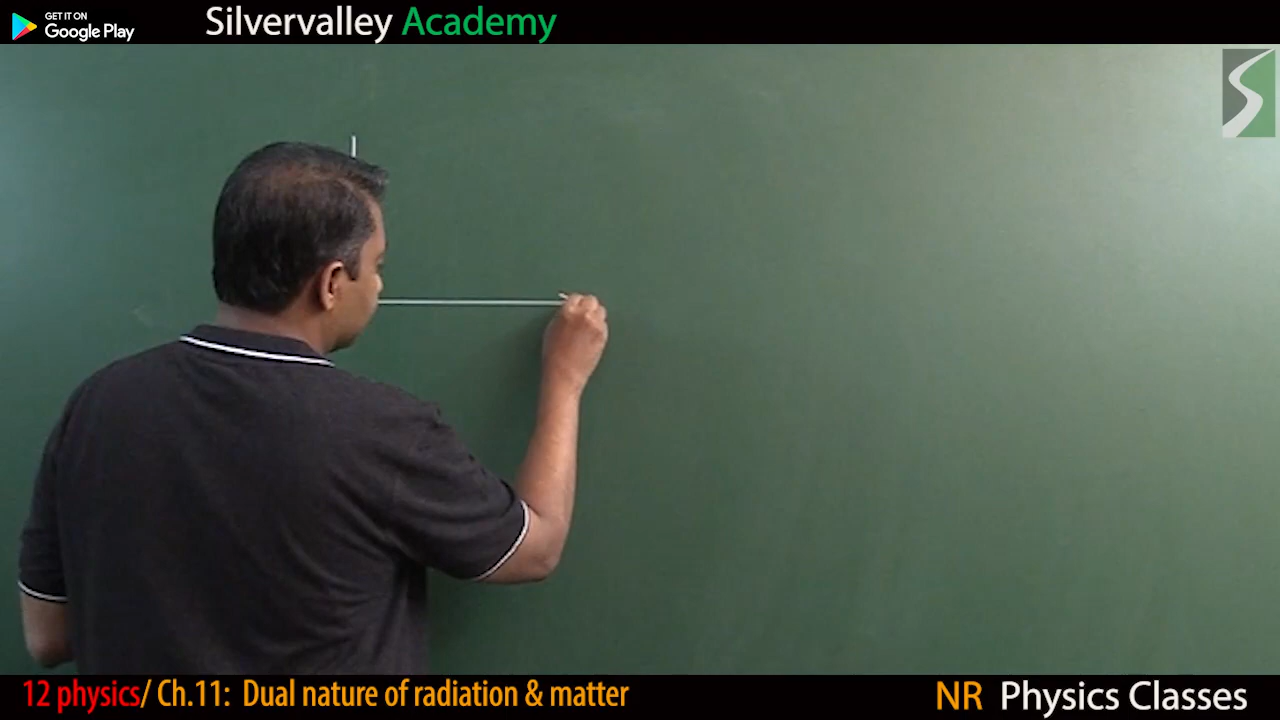 GET IT ON
Google Play
Silvervalley Academy
12 physics/ Ch.11: Dual nature of radiation & matter
NR Physics Classes